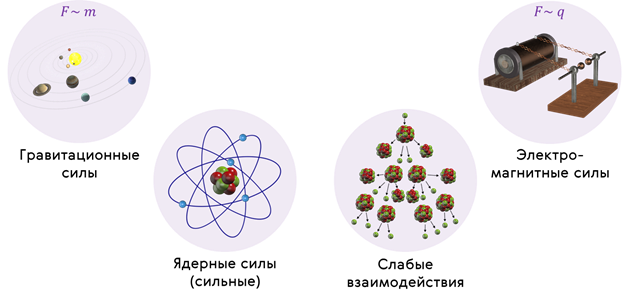 F~ m
Гравитационные
силы
Ядерные силы
(сильные)
Слабые
взаимодействия
F~ q
Электро-
магнитные силы